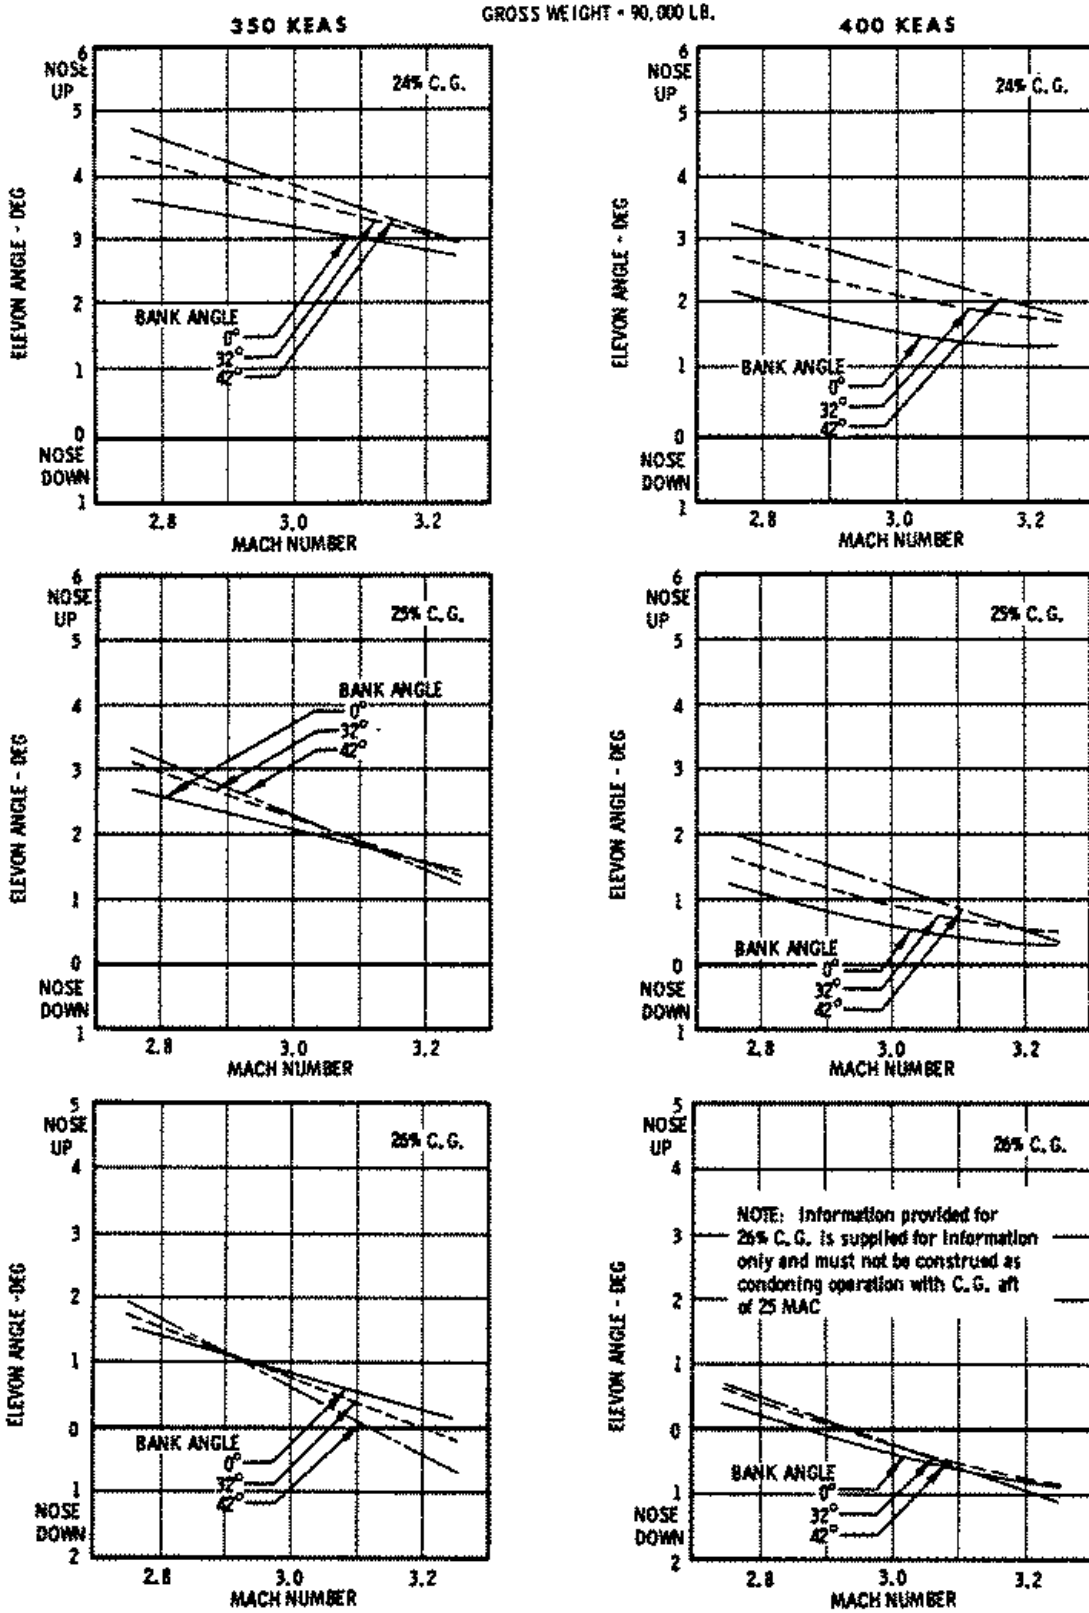 GROSS WEIGHT = 90,000 LB.
350 KEAS
6
NOSE
UP
24% C.G.
5
4
3
2
1
0
ELEVON ANGLE - DEG
BANK ANGLE
0°
32°
42°
NOSE
DOWN
1
2.8 3.0 3.2
MACH NUMBER
400 KEAS
6
NOSE
UP
24% C.G.
5
4
3
2
1
0
ELEVON ANGLE - DEG
BANK ANGLE
0°
32°
42°
NOSE
DOWN
1
2.8 3.0 3.2
MACH NUMBER
6
NOSE
UP
25% C.G.
5
4
3
2
1
0
ELEVON ANGLE - DEG
BANK ANGLE
0°
32°
42°
NOSE
DOWN
1
2.8 3.0 3.2
MACH NUMBER
6
NOSE
UP
25% C.G.
5
4
3
2
1
0
ELEVON ANGLE - DEG
BANK ANGLE
0°
32°
42°
NOSE
DOWN
1
2.8 3.0 3.2
MACH NUMBER
5
NOSE
UP
26% C.G.
4
3
2
1
0
ELEVON ANGLE -DEG
BANK ANGLE
0°
32°
42°
1
NOSE
DOWN
2
2.8 3.0 3.2
MACH NUMBER
5
NOSE
UP
26% C.G.
4
3
2
1
0
ELEVON ANGLE - DEG
NOTE: Information provided for
26% C.G. is supplied for information
only and must not be construed as
condoning operation with C.G. aft
of 25 MAC
BANK ANGLE
0°
32°
42°
1
NOSE
DOWN
2
2.8 3.0 3.2
MACH NUMBER